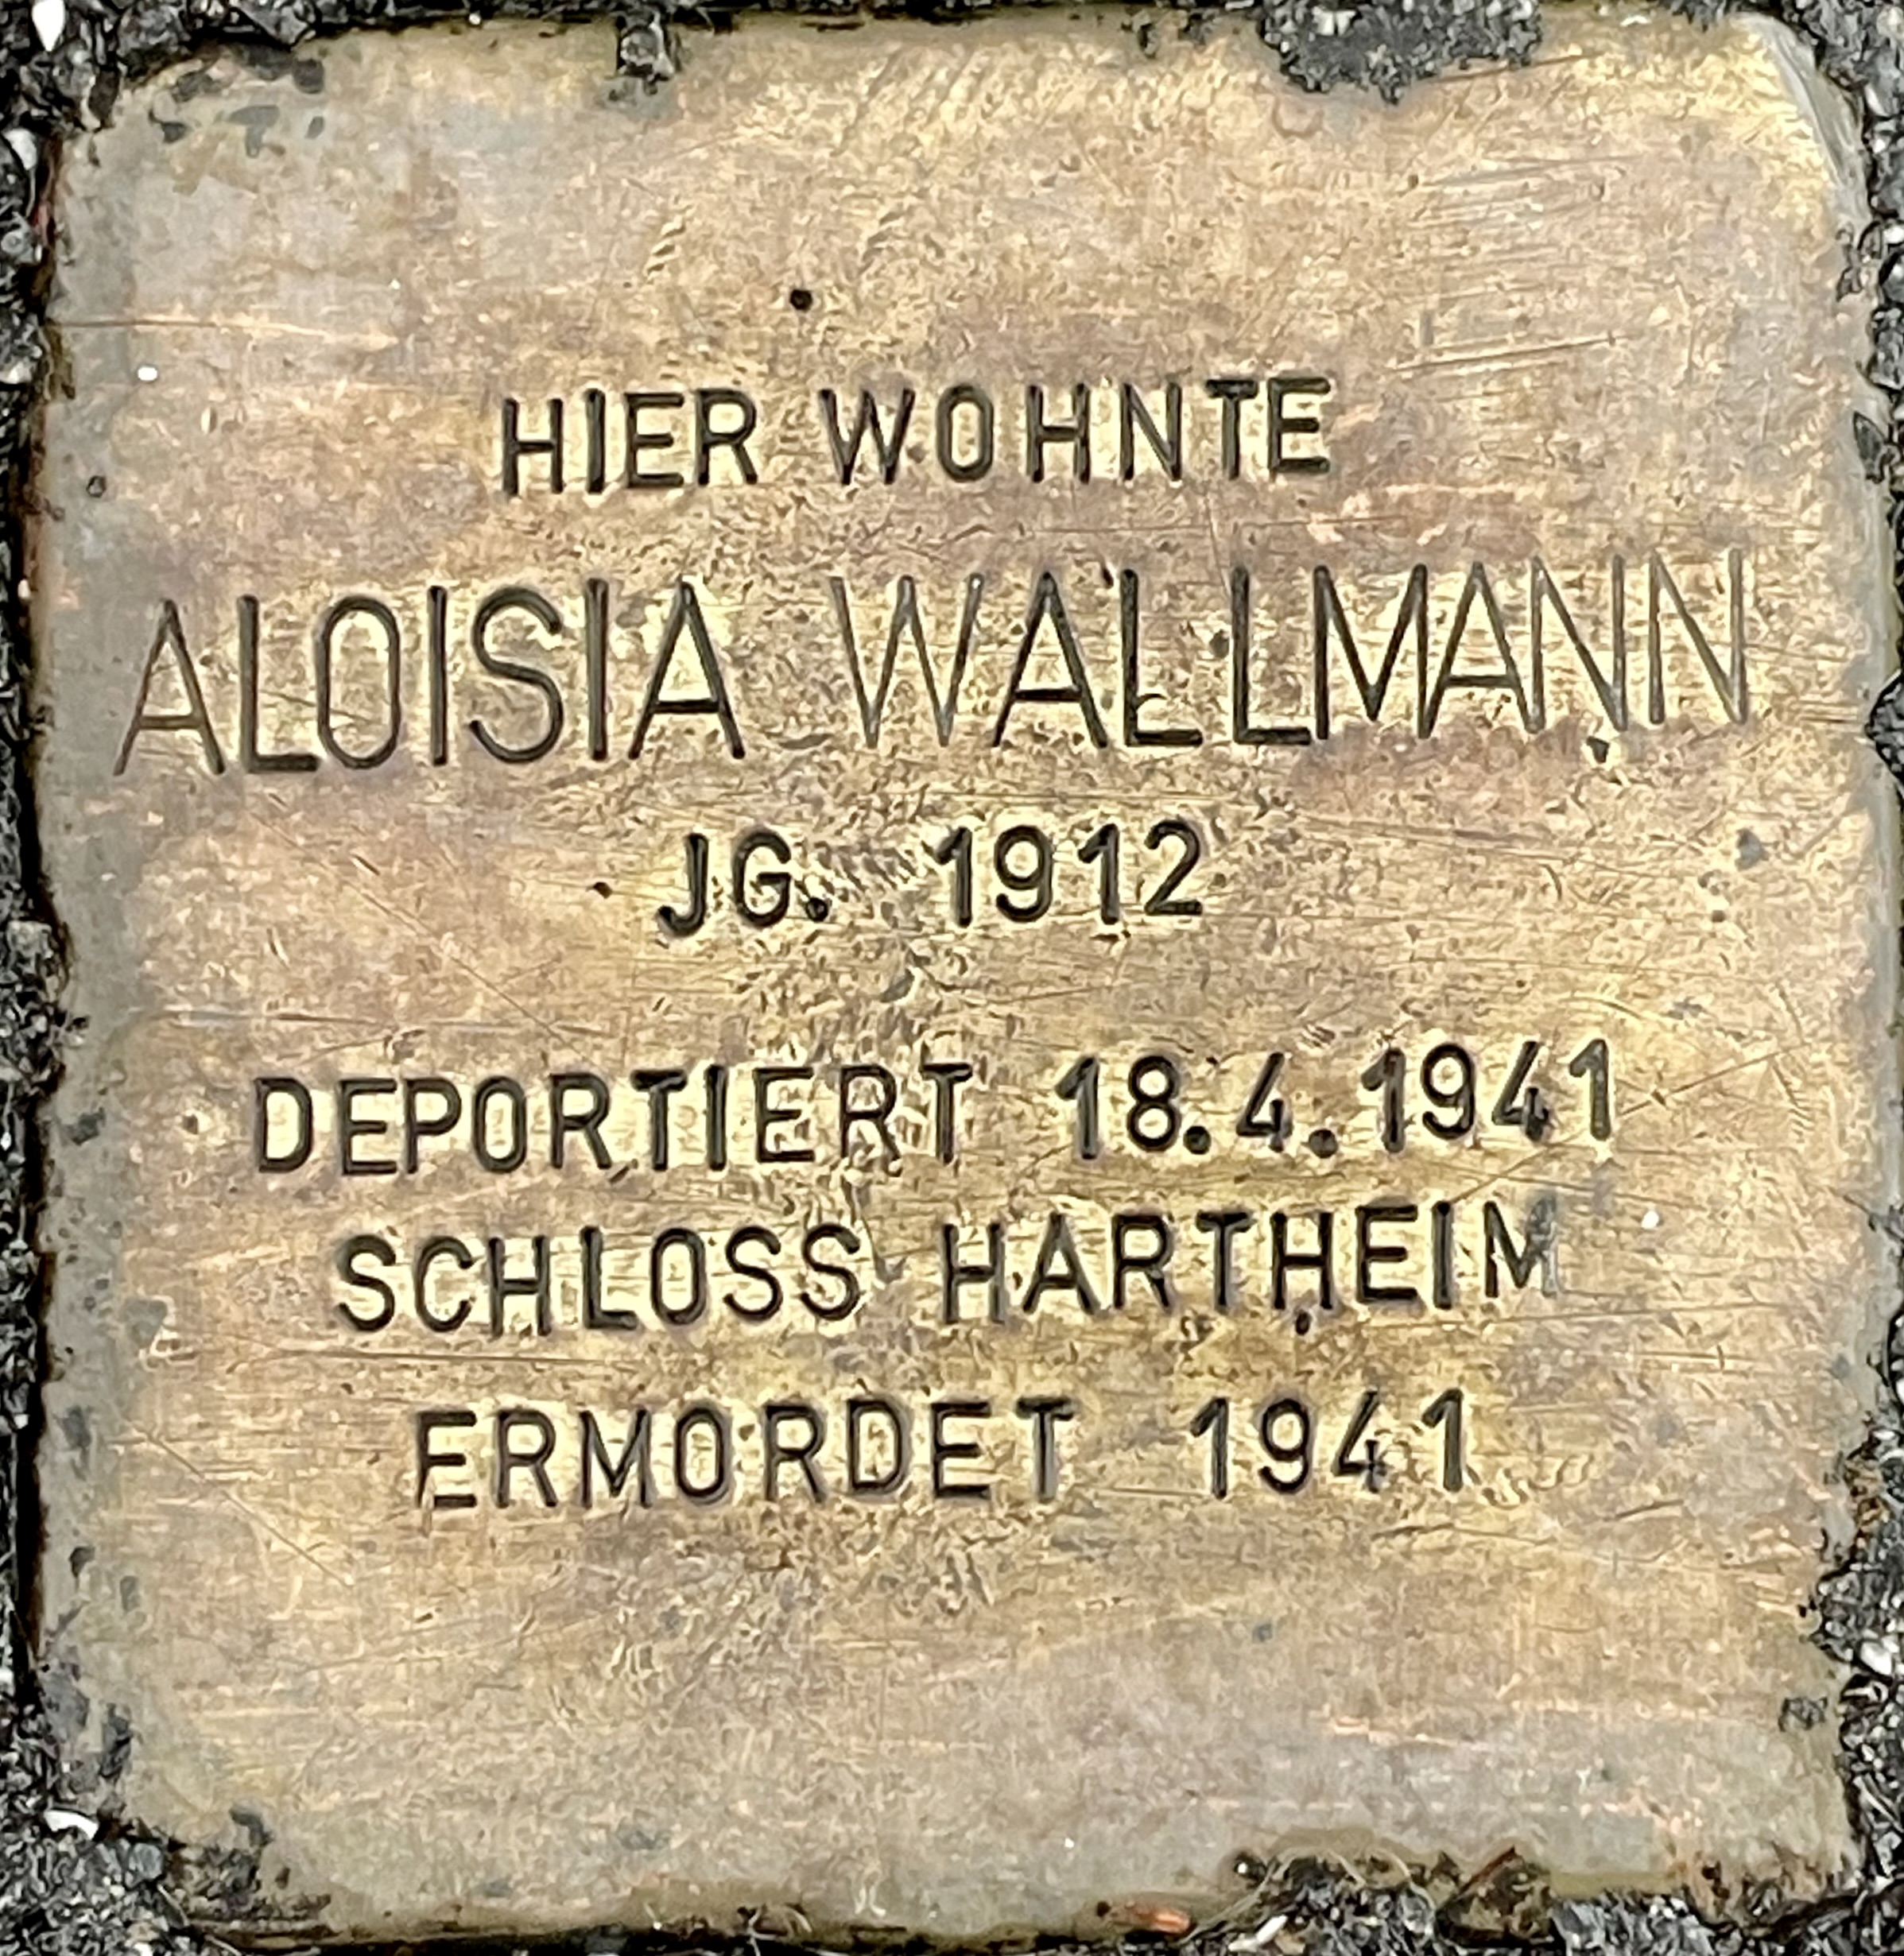 HIER WOHNTE
ALOISIA WALLMANN
JG. 1912
DEPORTIERT 18.4.1941
SCHLOSS HARTHEIM
ERMORDET 1941